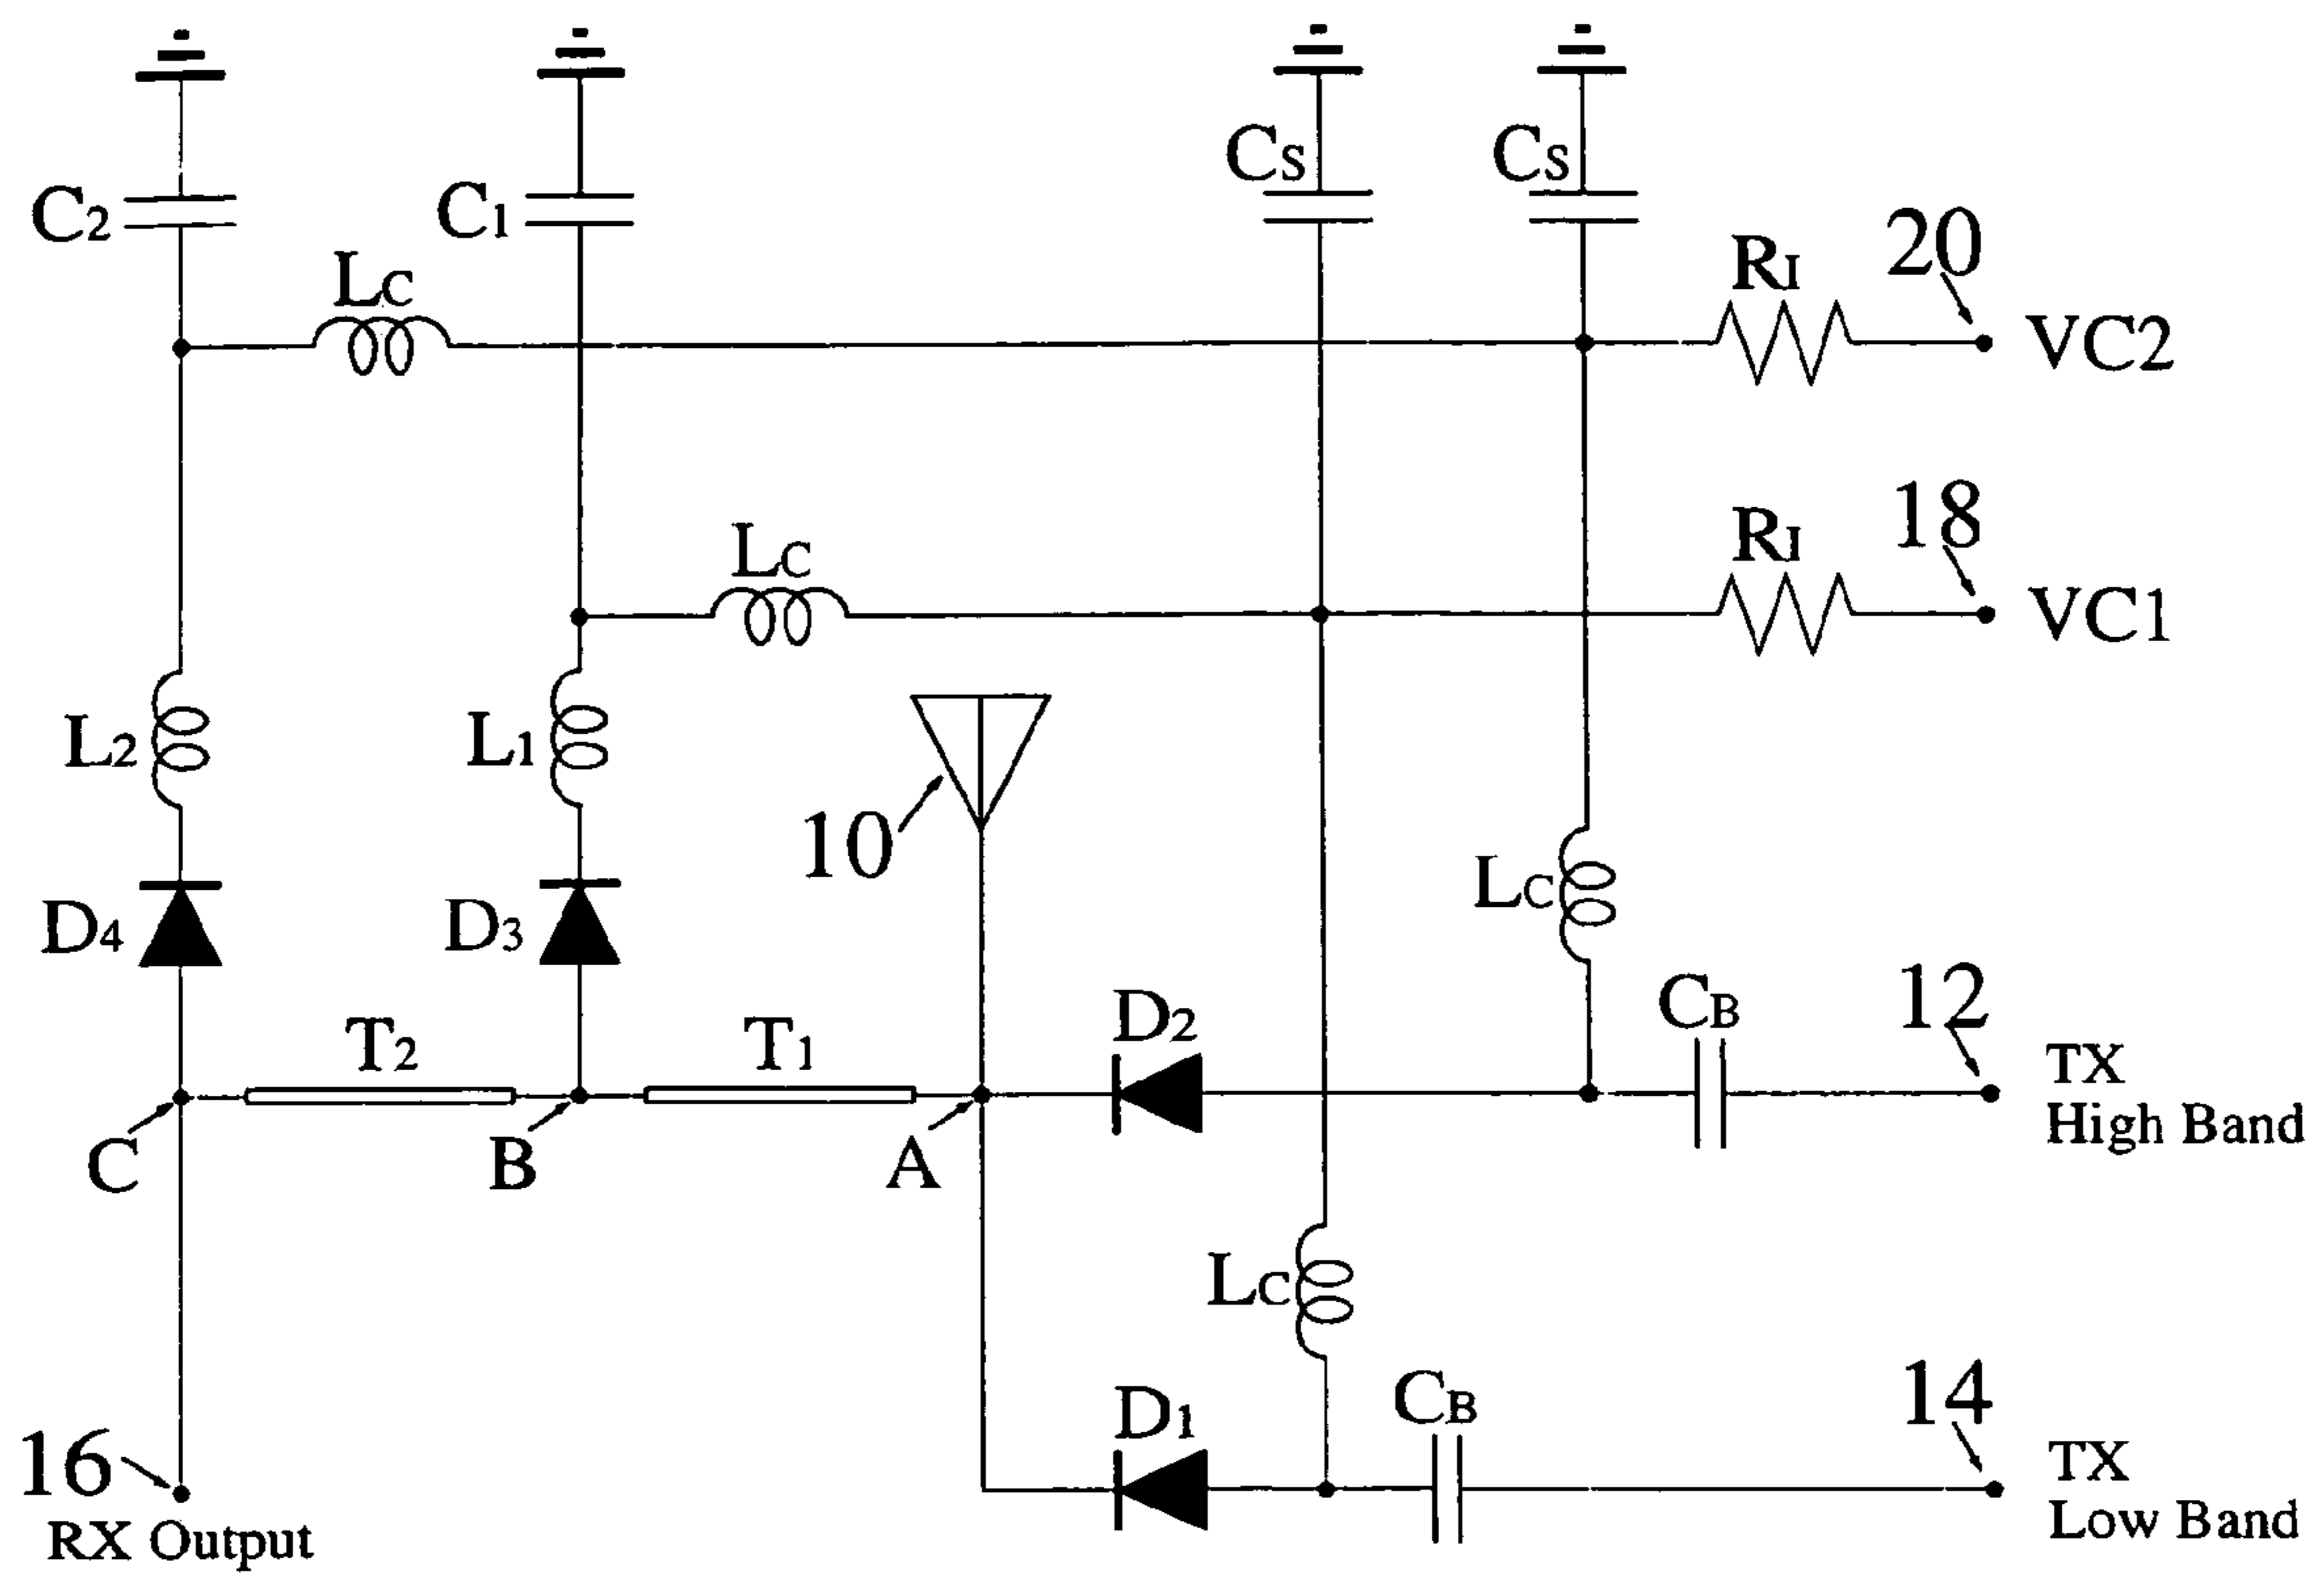 CS CS
C2 C1
20
RI
LC
VC2
18
RI
LC
VC1
L2 L1
10
LC
D4 D3
12
CB
D2
T2 T1
TX
High Band
C B A
LC
14
CB
D1
16
TX
Low Band
RX Output